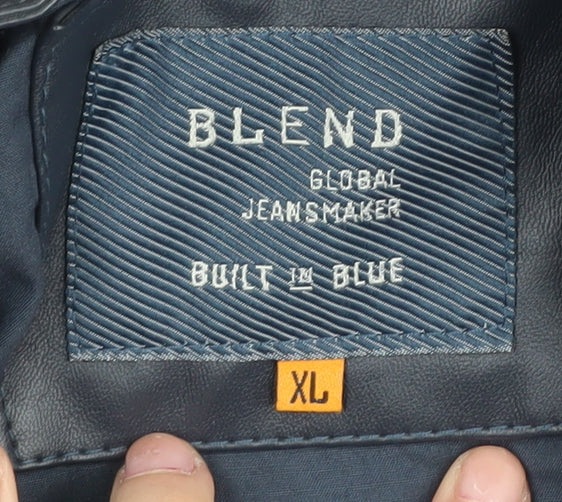 BLEND
GLOBAL
JEANSMAKER
BUILT IN BLUE
XL